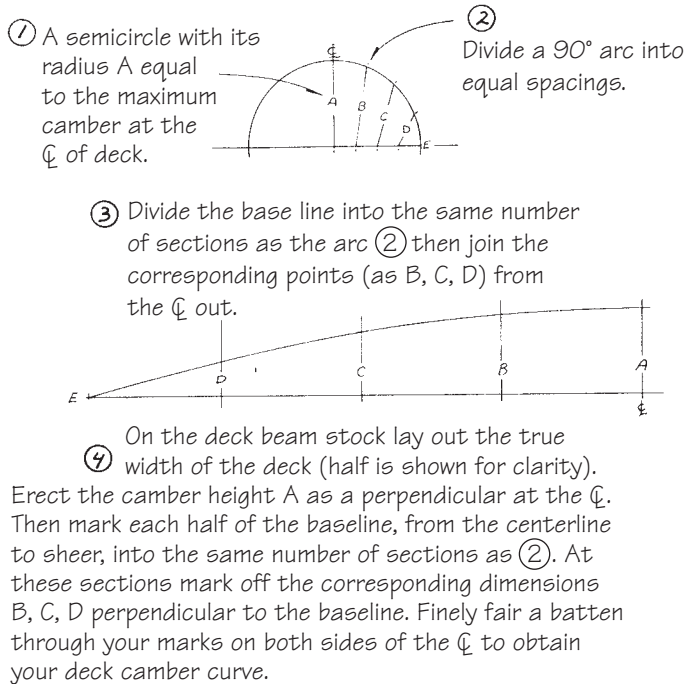 ① A semicircle with its
radius A equal
to the maximum
camber at the
℄ of deck.
②
Divide a 90° arc into
equal spacings.
℄
A
B
C
D
E
③ Divide the base line into the same number
of sections as the arc ② then join the
corresponding points (as B, C, D) from
the ℄ out.
E
D
C
B
A
℄
④ On the deck beam stock lay out the true
width of the deck (half is shown for clarity).
Erect the camber height A as a perpendicular at the ℄.
Then mark each half of the baseline, from the centerline
to sheer, into the same number of sections as ②. At
these sections mark off the corresponding dimensions
B, C, D perpendicular to the baseline. Finely fair a batten
through your marks on both sides of the ℄ to obtain
your deck camber curve.